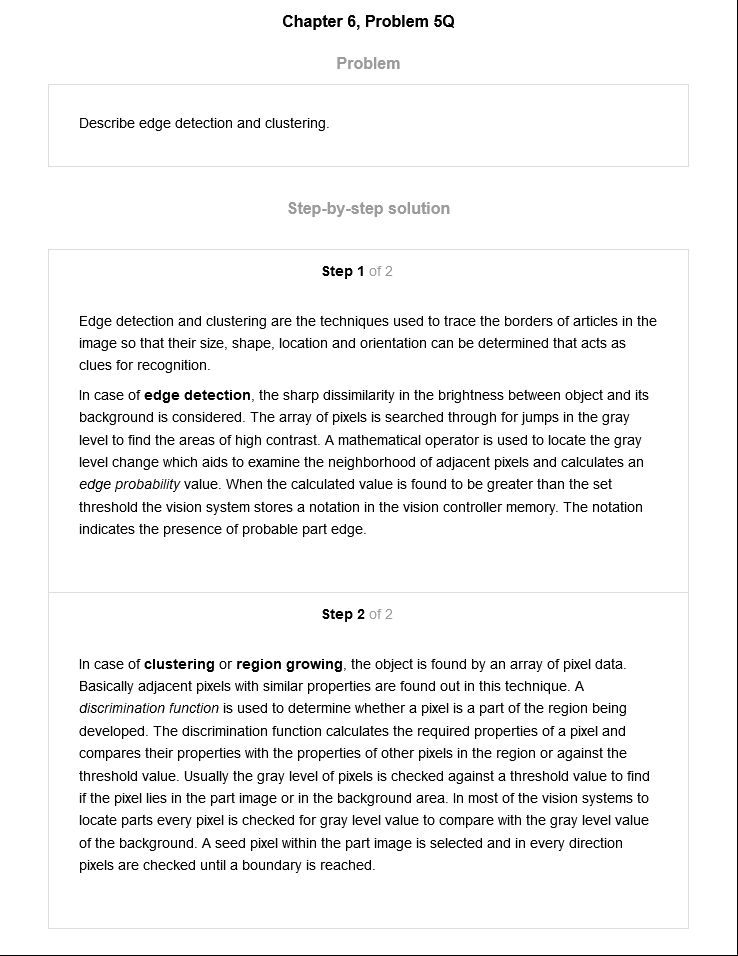 Chapter 6, Problem 5Q
Problem
Describe edge detection and clustering.
Step-by-step solution
Step 1 of 2
Edge detection and clustering are the techniques used to trace the borders of articles in the
image so that their size, shape, location and orientation can be determined that acts as
clues for recognition.
In case of edge detection, the sharp dissimilarity in the brightness between object and its
background is considered. The array of pixels is searched through for jumps in the gray
level to find the areas of high contrast. A mathematical operator is used to locate the gray
level change which aids to examine the neighborhood of adjacent pixels and calculates an
edge probability value. When the calculated value is found to be greater than the set
threshold the vision system stores a notation in the vision controller memory. The notation
indicates the presence of probable part edge.
Step 2 of 2
In case of clustering or region growing, the object is found by an array of pixel data.
Basically adjacent pixels with similar properties are found out in this technique. A
discrimination function is used to determine whether a pixel is a part of the region being
developed. The discrimination function calculates the required properties of a pixel and
compares their properties with the properties of other pixels in the region or against the
threshold value. Usually the gray level of pixels is checked against a threshold value to find
if the pixel lies in the part image or in the background area. In most of the vision systems to
locate parts every pixel is checked for gray level value to compare with the gray level value
of the background. A seed pixel within the part image is selected and in every direction
pixels are checked until a boundary is reached.